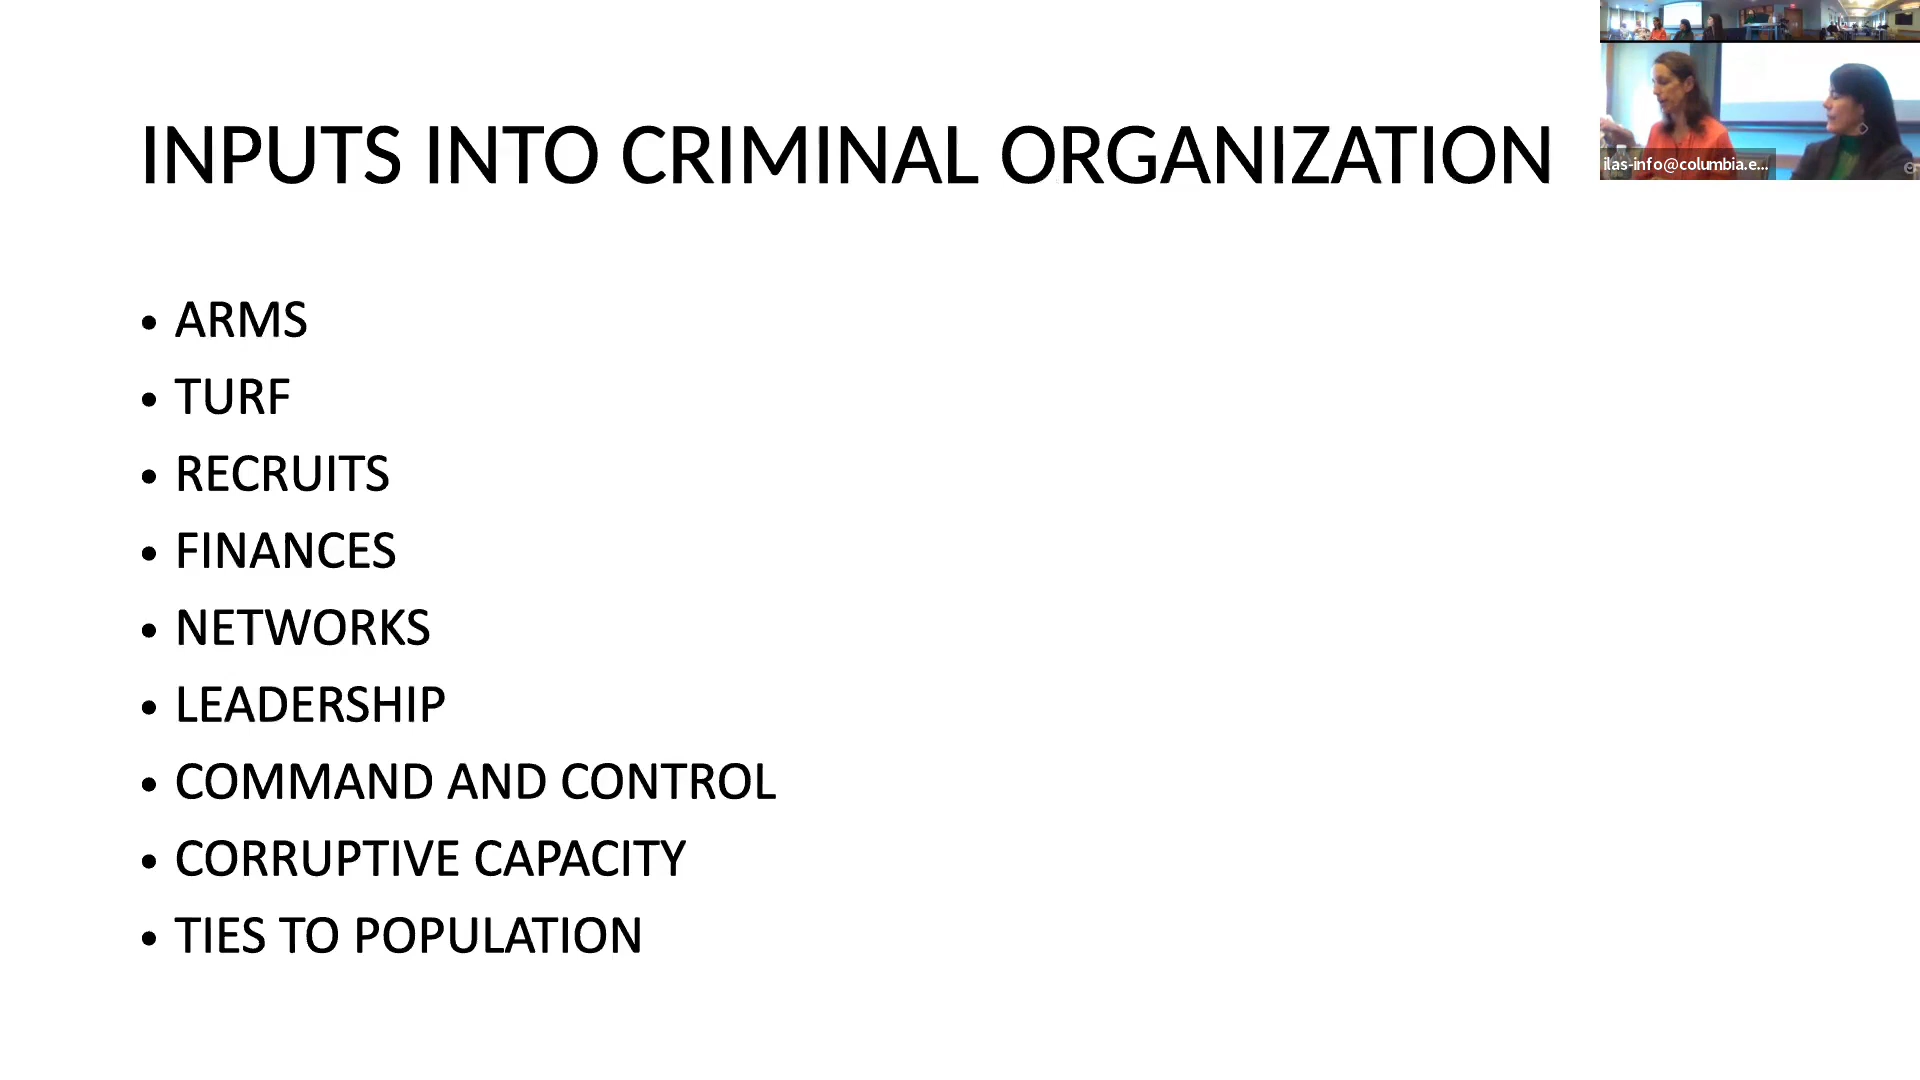 INPUTS INTO CRIMINAL ORGANIZATION
ilas-info@columbia.e...
• ARMS
• TURF
• RECRUITS
• FINANCES
• NETWORKS
• LEADERSHIP
• COMMAND AND CONTROL
• CORRUPTIVE CAPACITY
• TIES TO POPULATION